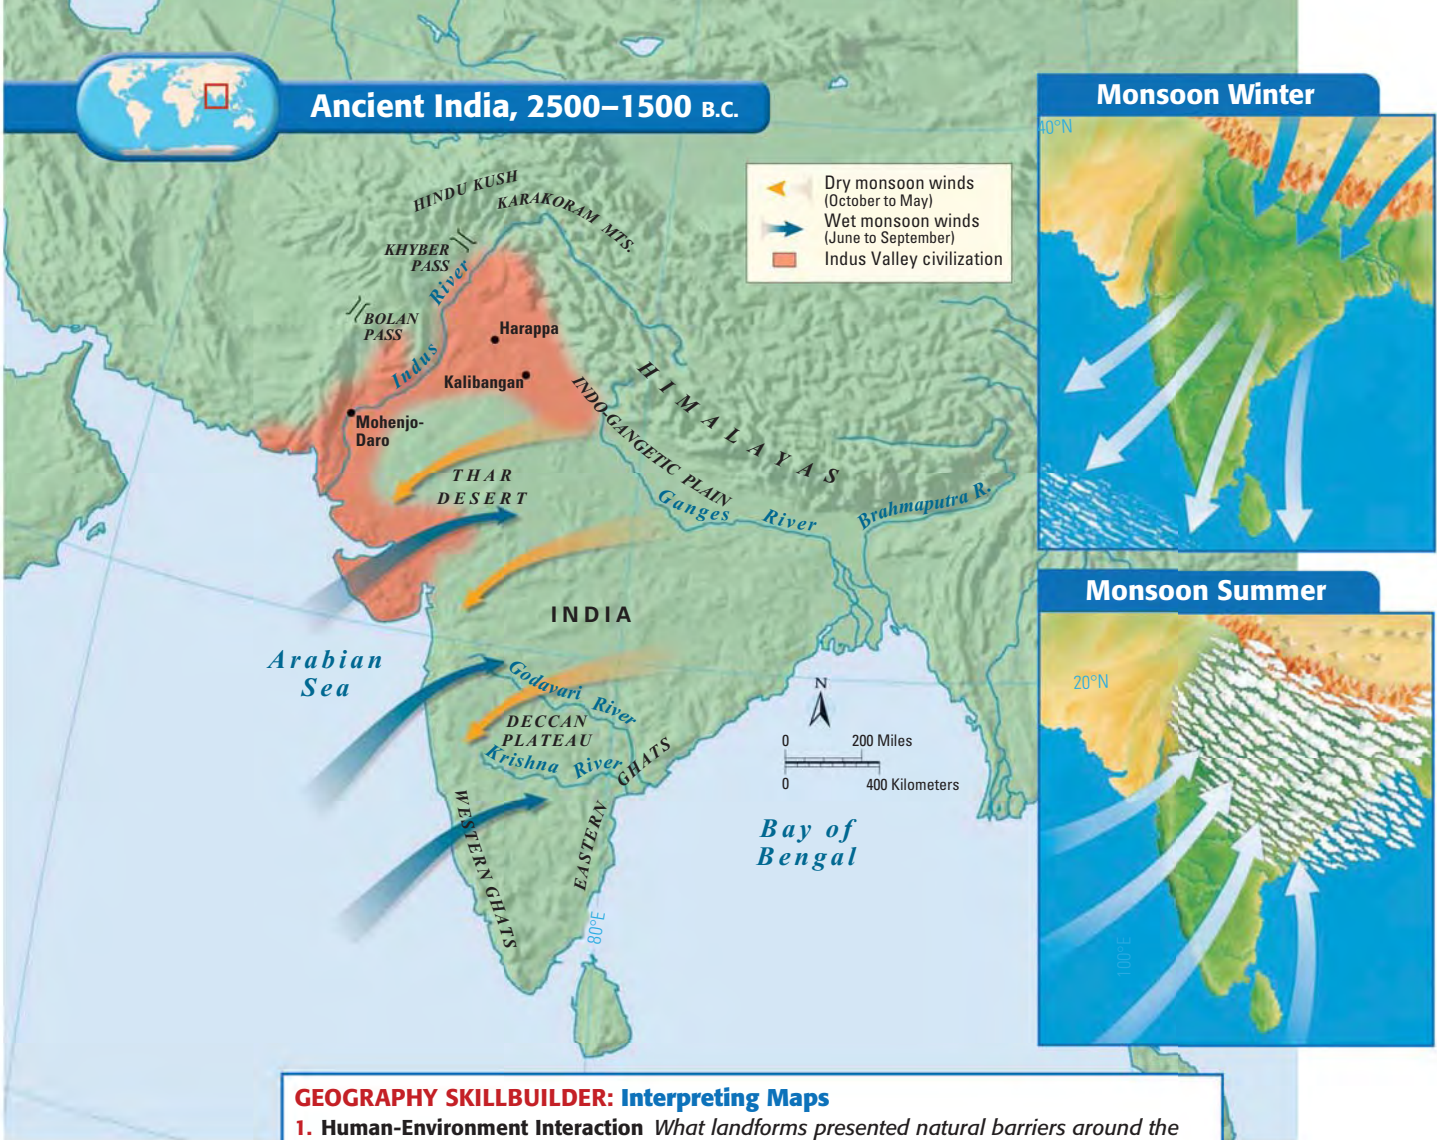 Ancient India, 2500–1500 B.C.
Dry monsoon winds
(October to May)
Wet monsoon winds
(June to September)
Indus Valley civilization
HINDU KUSH
KARAKORAM MTS.
KHYBER
PASS
BOLAN
PASS
Indus River
Harappa
Kalibangan
Mohenjo-
Daro
HIMALAYAS
INDO-GANGETIC PLAIN
THAR
DESERT
Ganges River
Brahmaputra R.
INDIA
Arabian
Sea
Godavari River
DECCAN
PLATEAU
Krishna River
WESTERN GHATS
EASTERN GHATS
Bay of
Bengal
N
0 200 Miles
0 400 Kilometers
80°E
Monsoon Winter
40°N
Monsoon Summer
20°N
100°E
GEOGRAPHY SKILLBUILDER: Interpreting Maps
1. Human-Environment Interaction What landforms presented natural barriers around the